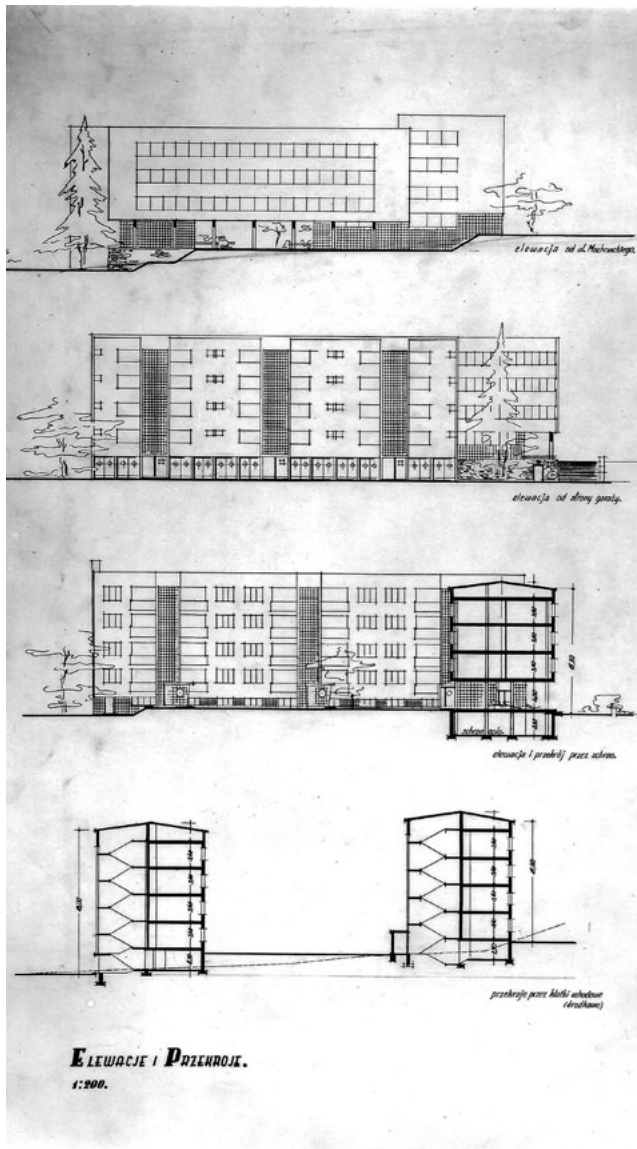 elewacja od ul. Mochnackiego.
elewacja od strony garaży.
schron oplo.
elewacja i przekrój przez schron.
przekroje przez klatki schodowe
(środkowe)
ELEWACJE I PRZEKROJE.
1:200.